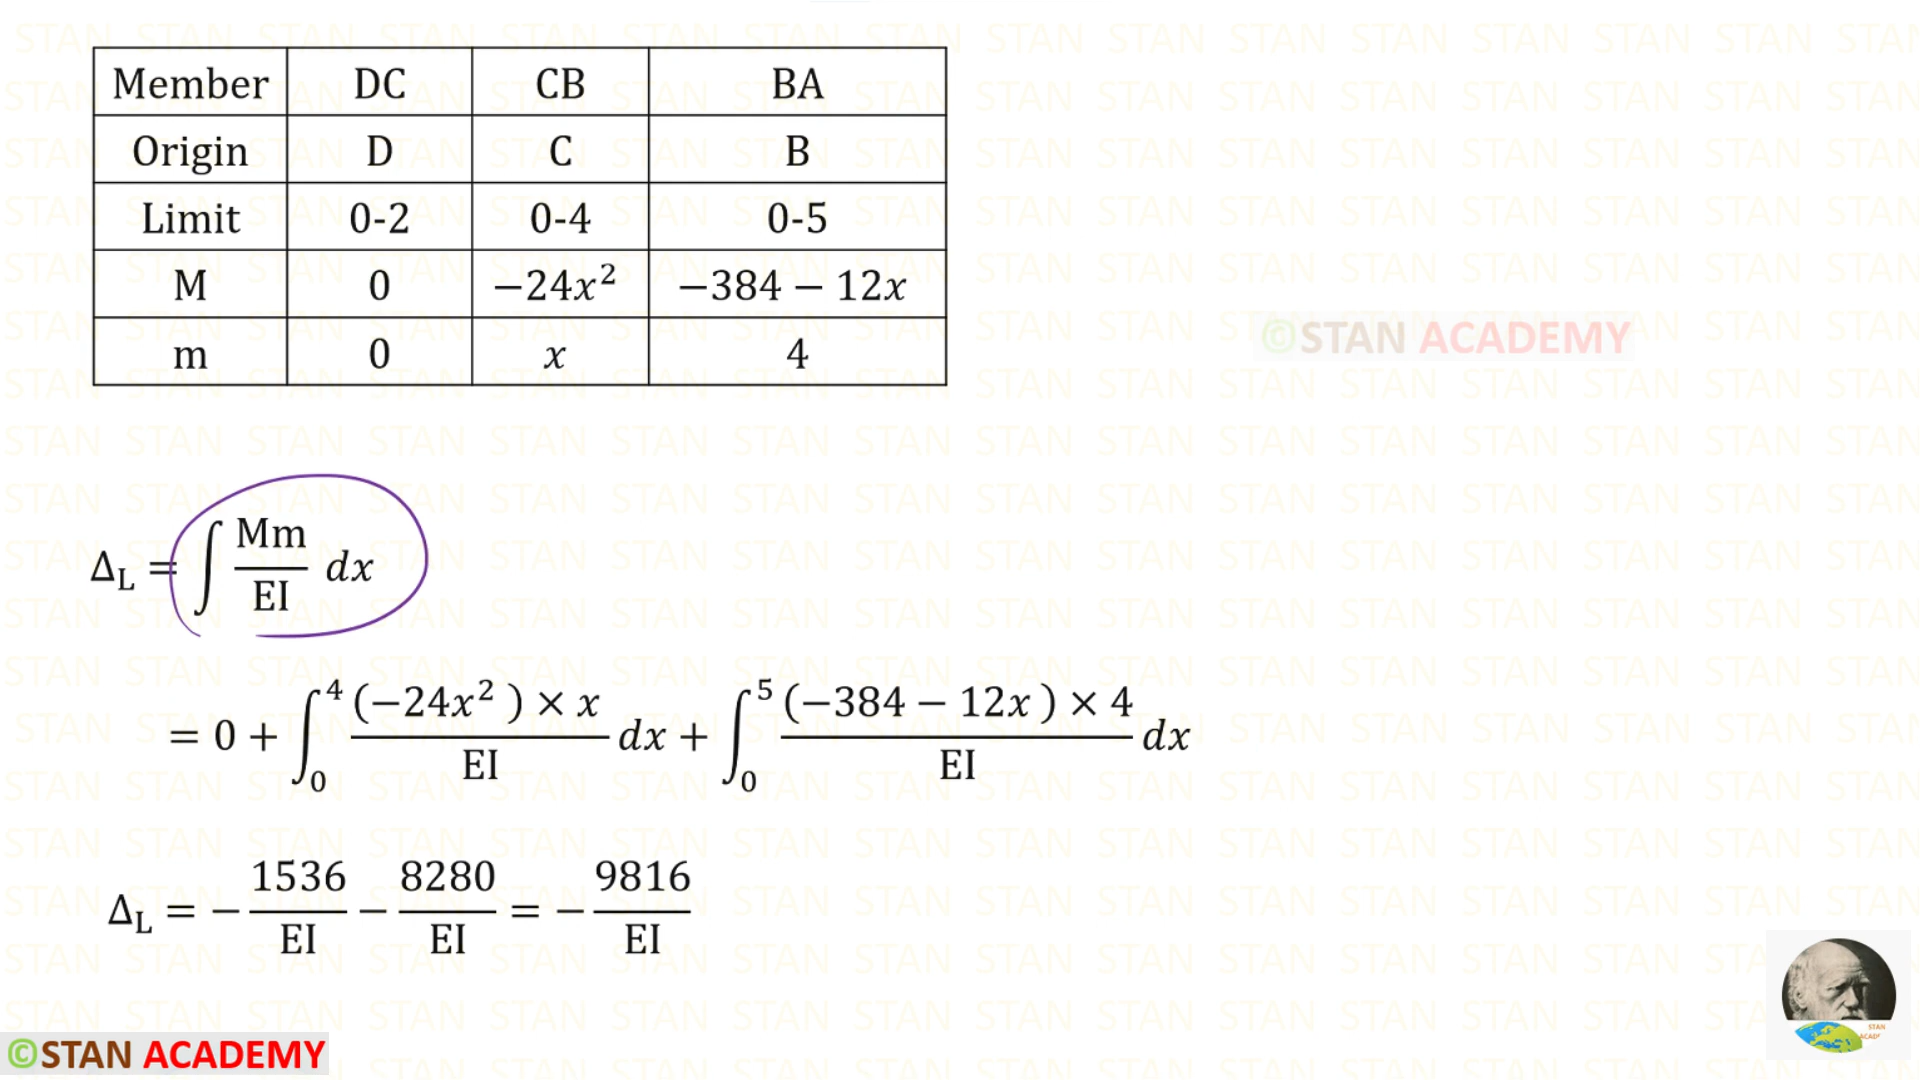 Member DC CB BA
Origin D C B
Limit 0-2 0-4 0-5
M 0 −24x² −384 − 12x
m 0 x 4
©STAN ACADEMY
Δ_L = ∫ Mm/EI dx
= 0 + ∫₀⁴ (−24x² ) × x / EI dx + ∫₀⁵ (−384 − 12x ) × 4 / EI dx
Δ_L = − 1536/EI − 8280/EI = − 9816/EI
STAN
©STAN ACADEMY